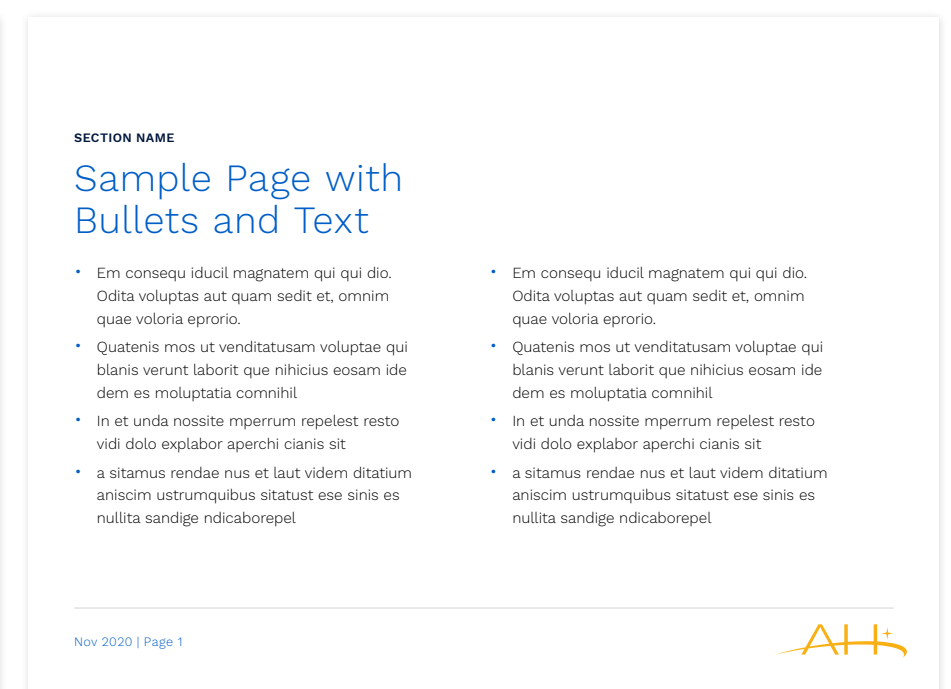 SECTION NAME
Sample Page with
Bullets and Text
• Em consequ iducil magnatem qui qui dio.
Odita voluptas aut quam sedit et, omnim
quae voloria eprorio.
• Quatenis mos ut venditatusam voluptae qui
blanis verunt laborit que nihicius eosam ide
dem es moluptatia comnihil
• In et unda nossite mperrum repelest resto
vidi dolo explabor aperchi cianis sit
• a sitamus rendae nus et laut videm ditatium
aniscim ustrumquibus sitatust ese sinis es
nullita sandige ndicaborepel
• Em consequ iducil magnatem qui qui dio.
Odita voluptas aut quam sedit et, omnim
quae voloria eprorio.
• Quatenis mos ut venditatusam voluptae qui
blanis verunt laborit que nihicius eosam ide
dem es moluptatia comnihil
• In et unda nossite mperrum repelest resto
vidi dolo explabor aperchi cianis sit
• a sitamus rendae nus et laut videm ditatium
aniscim ustrumquibus sitatust ese sinis es
nullita sandige ndicaborepel
Nov 2020 | Page 1
AH